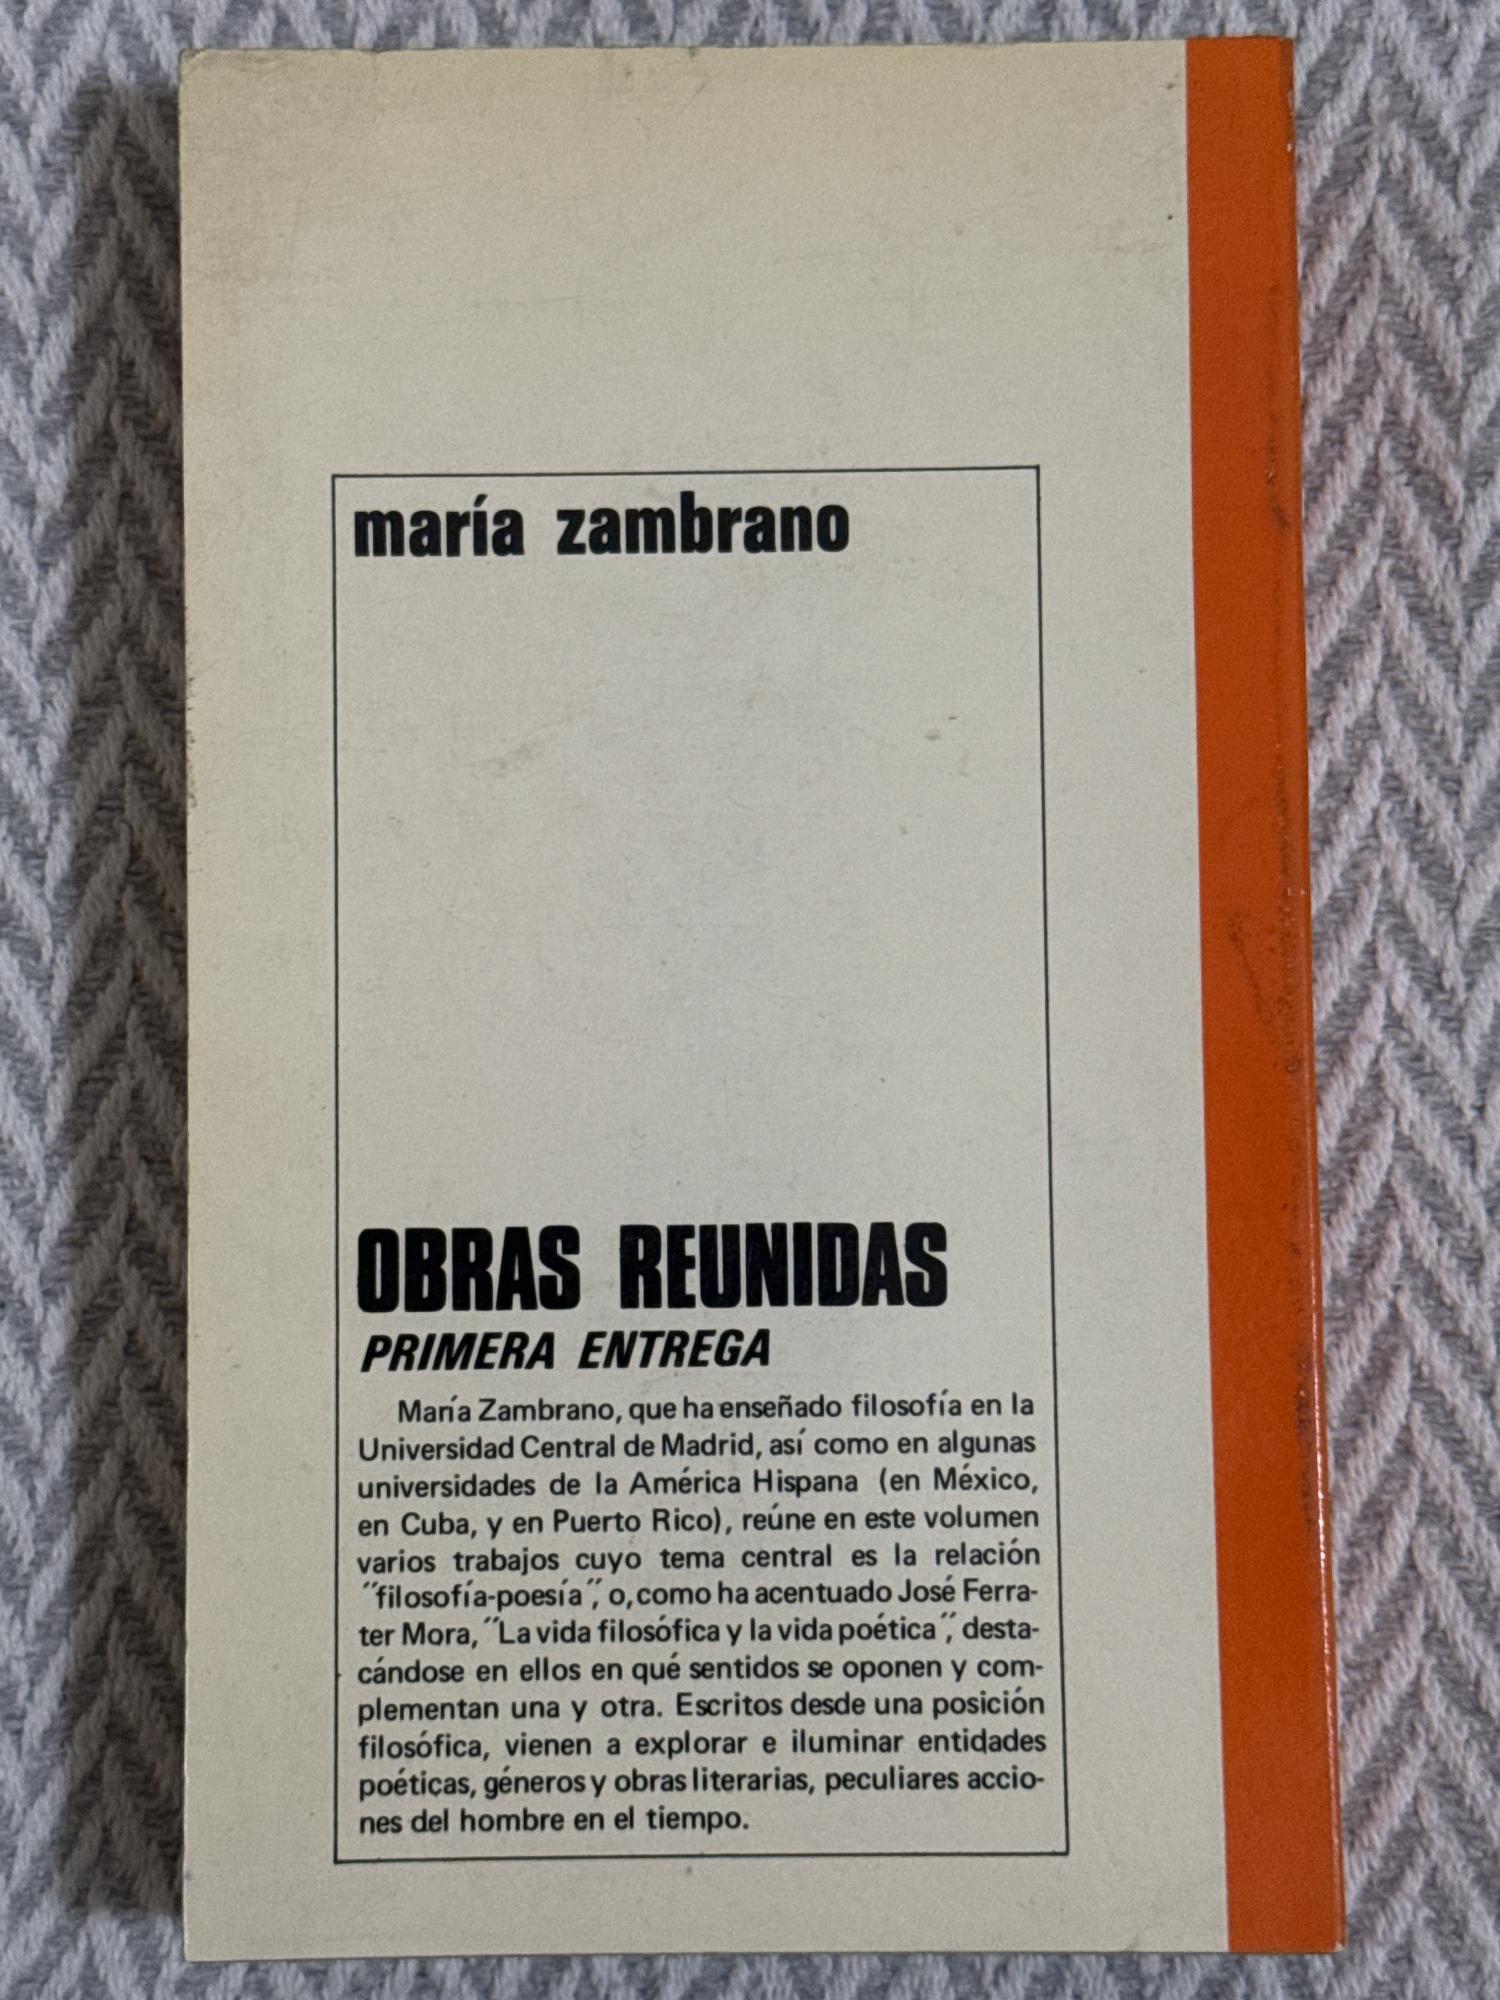 maría zambrano
OBRAS REUNIDAS
PRIMERA ENTREGA
María Zambrano, que ha enseñado filosofía en la
Universidad Central de Madrid, así como en algunas
universidades de la América Hispana (en México,
en Cuba, y en Puerto Rico), reúne en este volumen
varios trabajos cuyo tema central es la relación
"filosofía-poesía", o, como ha acentuado José Ferra-
ter Mora, "La vida filosófica y la vida poética", desta-
cándose en ellos en qué sentidos se oponen y com-
plementan una y otra. Escritos desde una posición
filosófica, vienen a explorar e iluminar entidades
poéticas, géneros y obras literarias, peculiares accio-
nes del hombre en el tiempo.